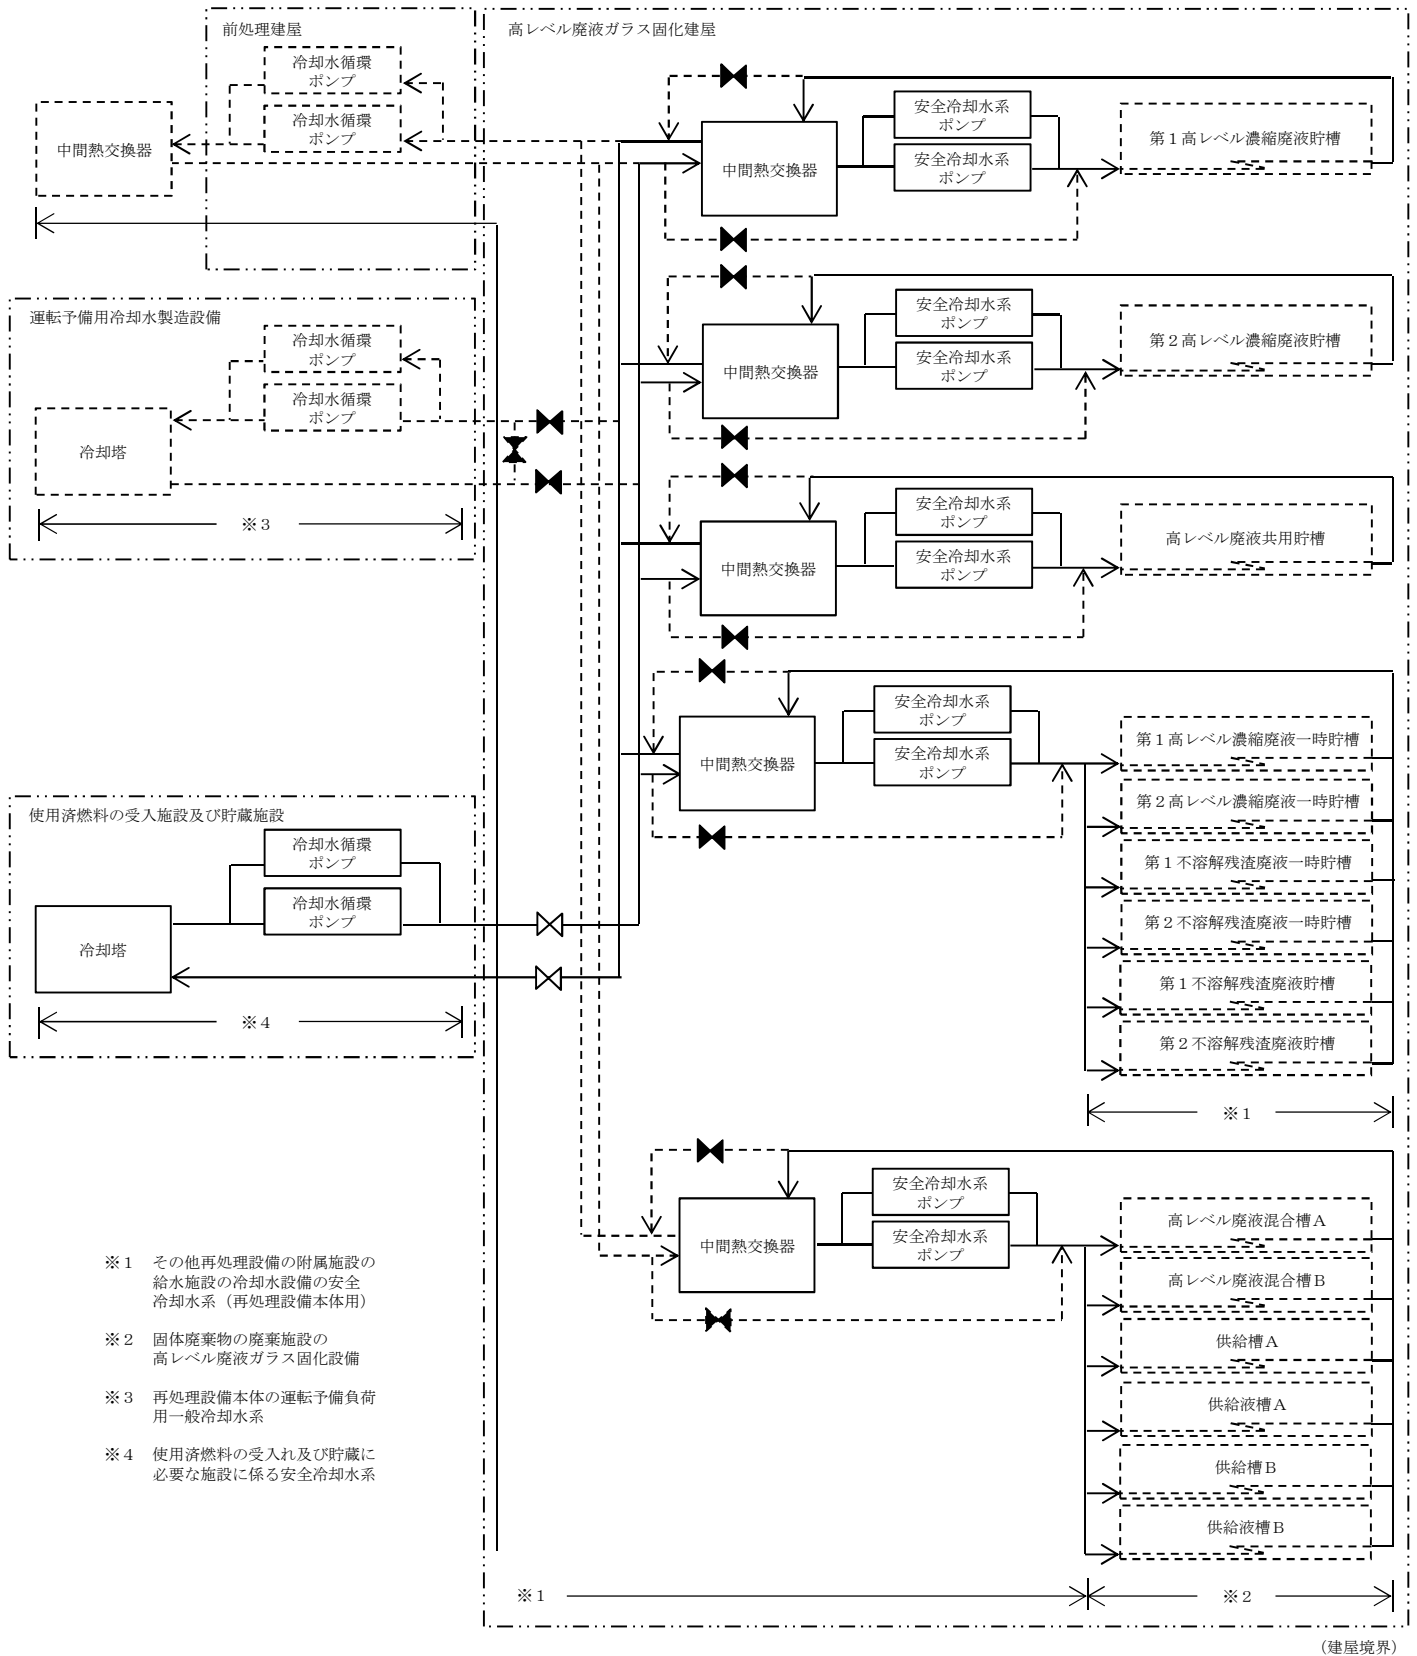 前処理建屋
冷却水循環
ポンプ
冷却水循環
ポンプ
中間熱交換器
運転予備用冷却水製造設備
冷却水循環
ポンプ
冷却水循環
ポンプ
冷却塔
※3
使用済燃料の受入施設及び貯蔵施設
冷却水循環
ポンプ
冷却水循環
ポンプ
冷却塔
※4
高レベル廃液ガラス固化建屋
安全冷却水系
ポンプ
安全冷却水系
ポンプ
中間熱交換器
第1高レベル濃縮廃液貯槽
安全冷却水系
ポンプ
安全冷却水系
ポンプ
中間熱交換器
第2高レベル濃縮廃液貯槽
安全冷却水系
ポンプ
安全冷却水系
ポンプ
中間熱交換器
高レベル廃液共用貯槽
安全冷却水系
ポンプ
安全冷却水系
ポンプ
中間熱交換器
第1高レベル濃縮廃液一時貯槽
第2高レベル濃縮廃液一時貯槽
第1不溶解残渣廃液一時貯槽
第2不溶解残渣廃液一時貯槽
第1不溶解残渣廃液貯槽
第2不溶解残渣廃液貯槽
※1
安全冷却水系
ポンプ
安全冷却水系
ポンプ
中間熱交換器
高レベル廃液混合槽A
高レベル廃液混合槽B
供給槽A
供給液槽A
供給槽B
供給液槽B
※1
※2
※1 その他再処理設備の附属施設の
給水施設の冷却水設備の安全
冷却水系（再処理設備本体用）
※2 固体廃棄物の廃棄施設の
高レベル廃液ガラス固化設備
※3 再処理設備本体の運転予備負荷
用一般冷却水系
※4 使用済燃料の受入れ及び貯蔵に
必要な施設に係る安全冷却水系
（建屋境界）